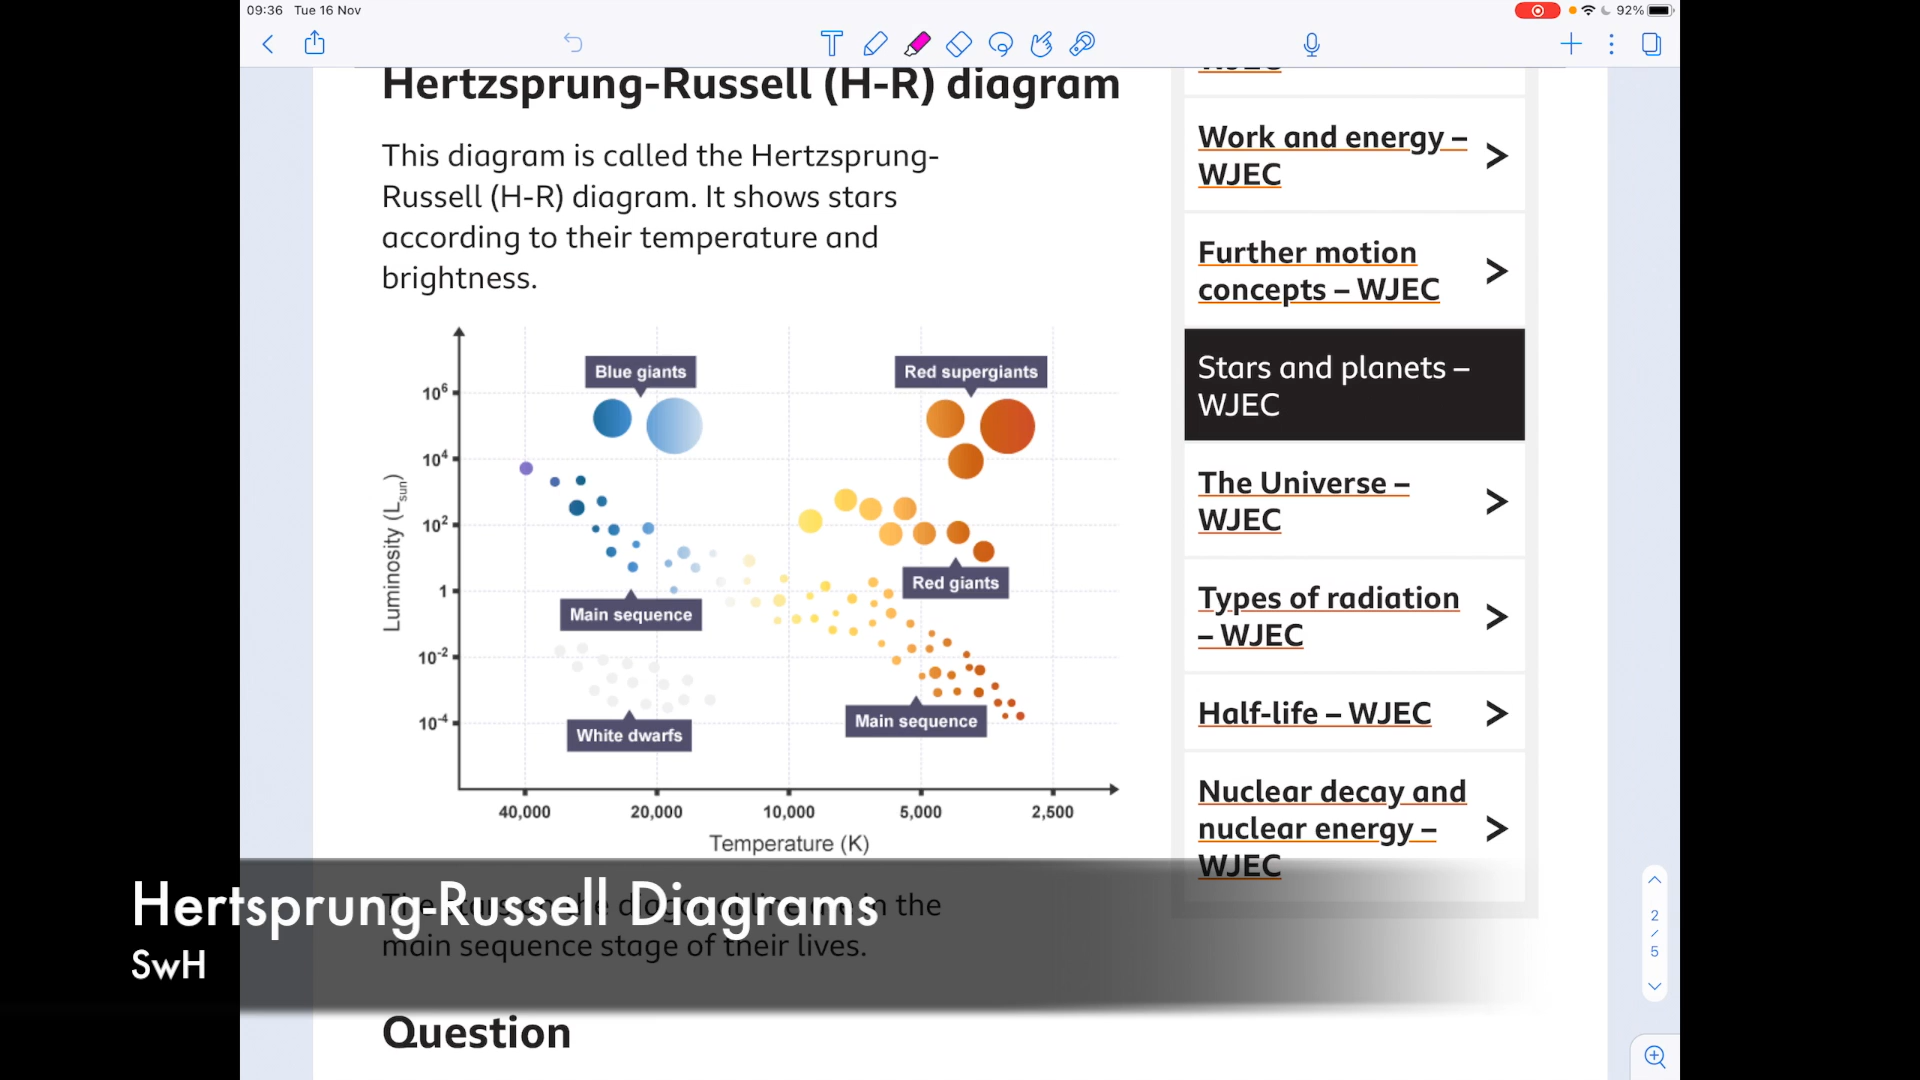 09:36 Tue 16 Nov
92%
T
Hertzsprung-Russell (H-R) diagram
This diagram is called the Hertzsprung-
Russell (H-R) diagram. It shows stars
according to their temperature and
brightness.
Blue giants
Red supergiants
10⁶
10⁴
10²
1
10⁻²
10⁻⁴
Luminosity (Lsun)
Red giants
Main sequence
White dwarfs
Main sequence
40,000 20,000 10,000 5,000 2,500
Temperature (K)
in the
main sequence stage of their lives.
Question
WJEC
Work and energy –
WJEC
Further motion
concepts – WJEC
Stars and planets –
WJEC
The Universe –
WJEC
Types of radiation
– WJEC
Half-life – WJEC
Nuclear decay and
nuclear energy –
WJEC
2
/
5
Hertsprung-Russell Diagrams
SwH